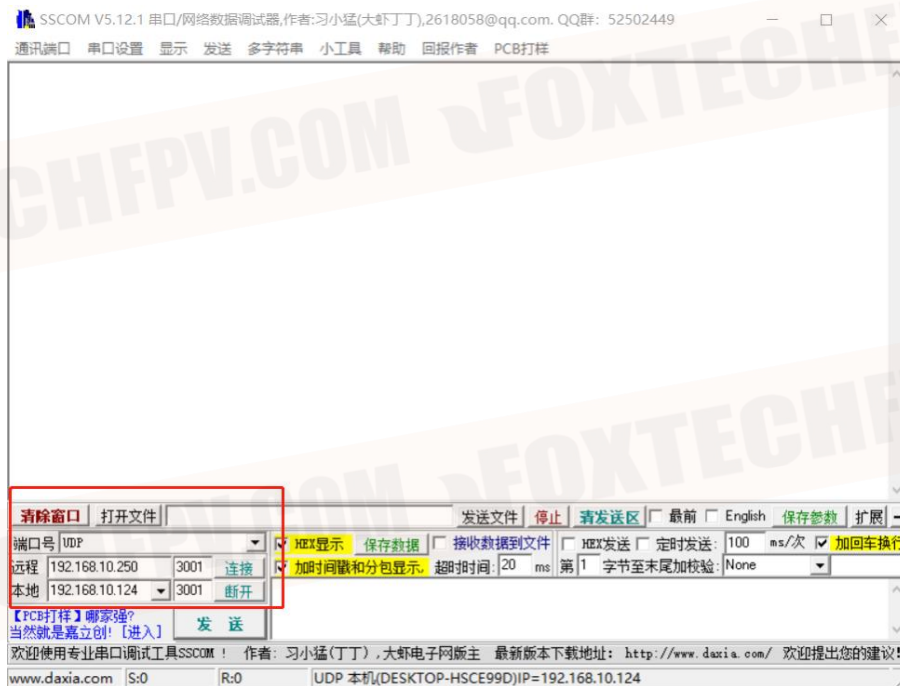 SSCOM V5.12.1 串口/网络数据调试器,作者:习小猛(大虾丁丁),2618058@qq.com. QQ群: 52502449
通讯端口 串口设置 显示 发送 多字符串 小工具 帮助 回报作者 PCB打样
FOXTECHF
CHFPV.COM
FOXTECHF
CHFPV.COM
清除窗口 打开文件 发送文件 停止 清发送区 最前 English 保存参数 扩展 -
端口号 UDP HEX显示 保存数据 接收数据到文件 HEX发送 定时发送: 100 ms/次 加回车换行
远程 192.168.10.250 3001 连接 加时间戳和分包显示, 超时时间: 20 ms 第 1 字节至末尾加校验: None
本地 192.168.10.124 3001 断开
【PCB打样】哪家强?
当然就是嘉立创! [进入]
发 送
欢迎使用专业串口调试工具SSCOM ! 作者: 习小猛(丁丁),大虾电子网版主 最新版本下载地址: http://www.daxia.com/ 欢迎提出您的建议!
www.daxia.com S:0 R:0 UDP 本机(DESKTOP-HSCE99D)IP=192.168.10.124